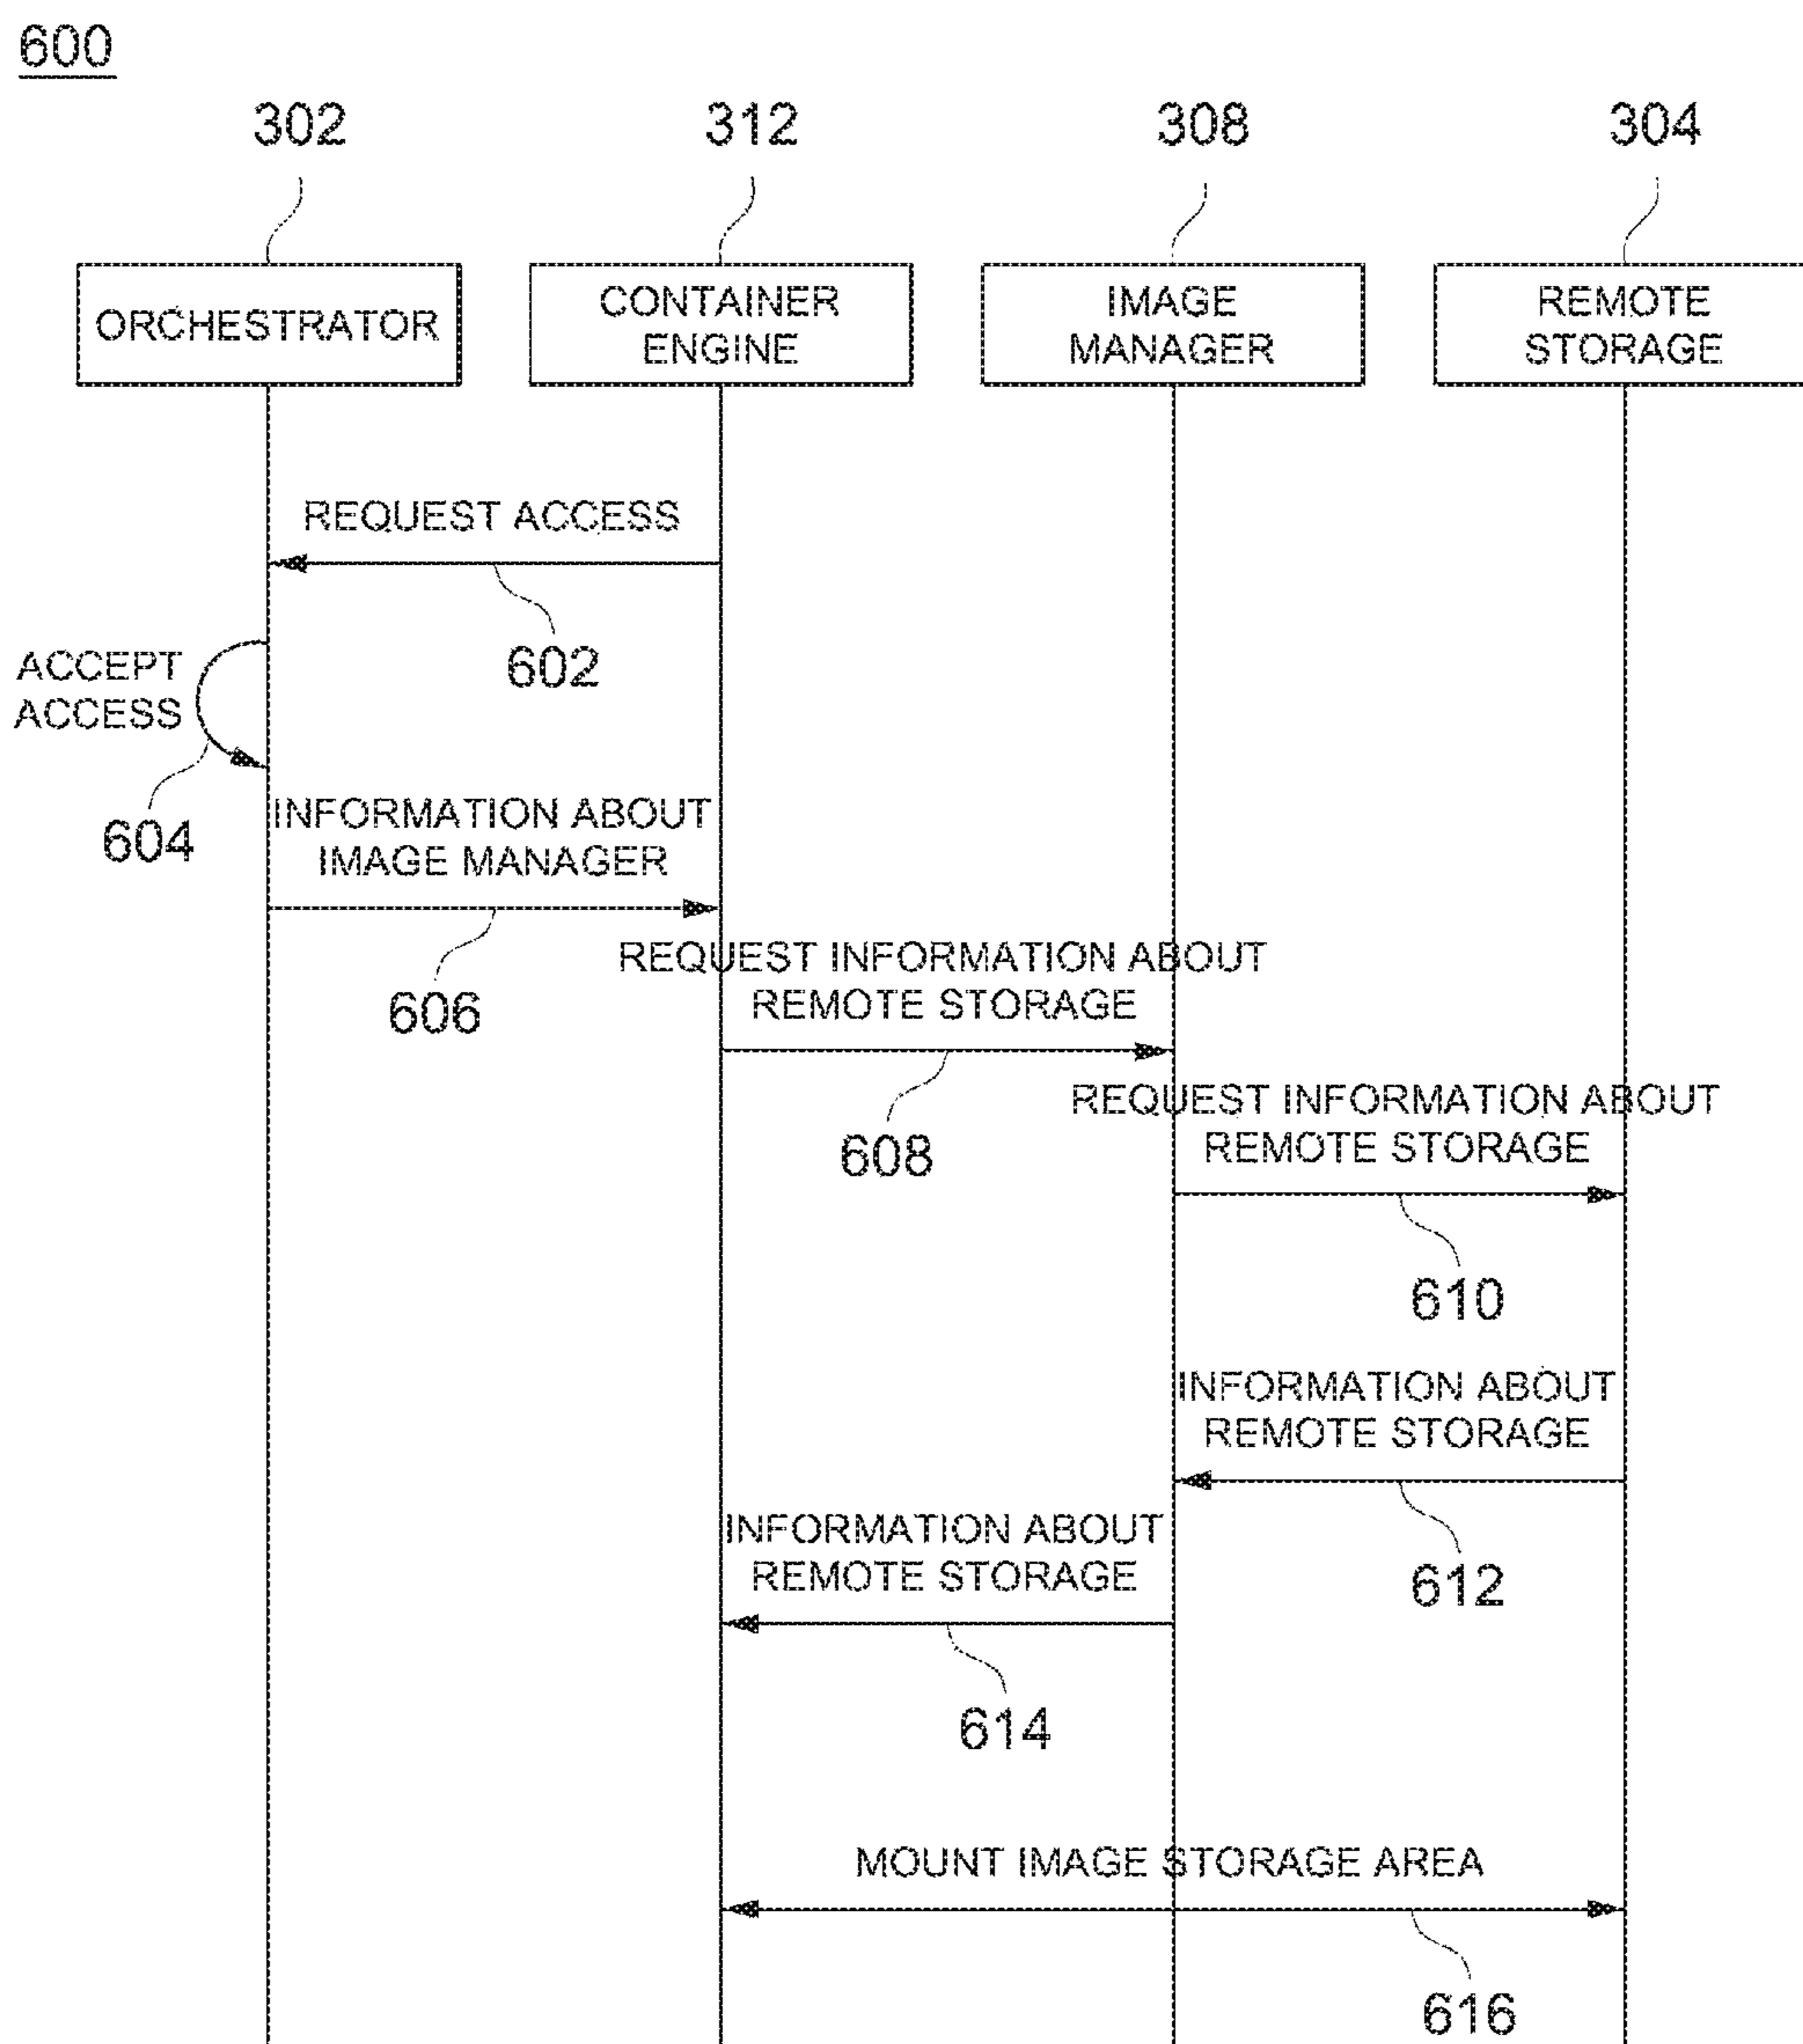 600
302
312
308
304
ORCHESTRATOR
CONTAINER
ENGINE
IMAGE
MANAGER
REMOTE
STORAGE
REQUEST ACCESS
602
ACCEPT
ACCESS
604
INFORMATION ABOUT
IMAGE MANAGER
606
REQUEST INFORMATION ABOUT
REMOTE STORAGE
608
REQUEST INFORMATION ABOUT
REMOTE STORAGE
610
INFORMATION ABOUT
REMOTE STORAGE
612
INFORMATION ABOUT
REMOTE STORAGE
614
MOUNT IMAGE STORAGE AREA
616